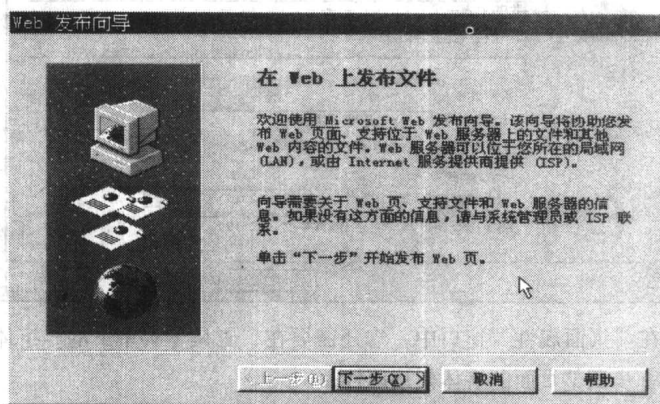 Web 发布向导
在 Web 上发布文件
欢迎使用 Microsoft Web 发布向导。该向导将协助您发
布 Web 页面、支持位于 Web 服务器上的文件和其他
Web 内容的文件。Web 服务器可以位于您所在的局域网
(LAN)，或由 Internet 服务提供商提供 (ISP)。
向导需要关于 Web 页、支持文件和 Web 服务器的信
息。如果没有这方面的信息，请与系统管理员或 ISP 联
系。
单击“下一步”开始发布 Web 页。
< 上一步(B) 下一步(X) > 取消 帮助